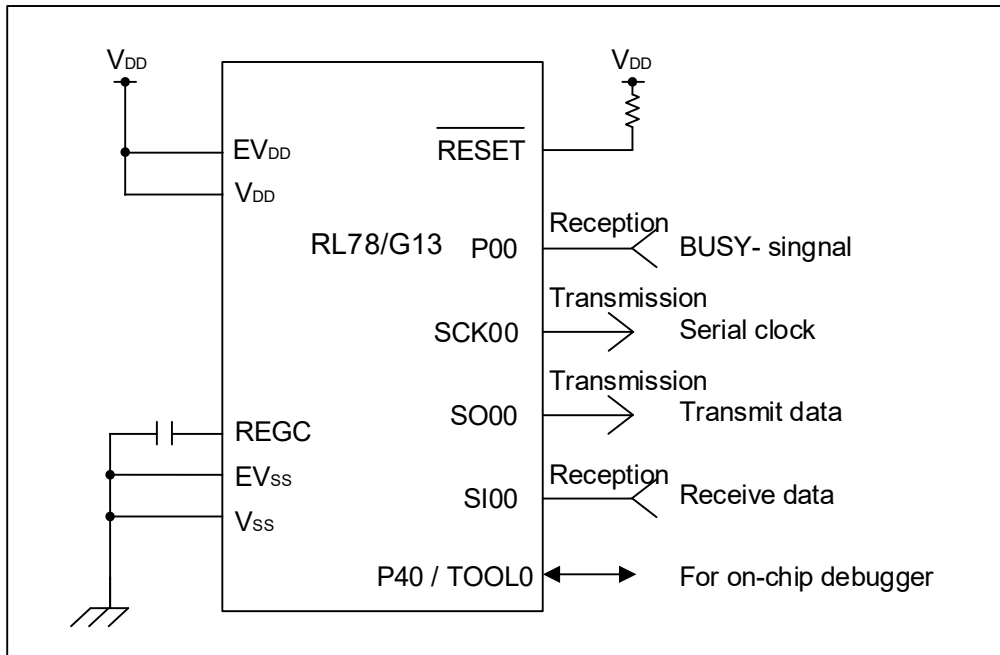 VDD
VDD
EVDD
RESET
VDD
Reception
RL78/G13
P00
BUSY- singnal
Transmission
SCK00
Serial clock
Transmission
SO00
Transmit data
REGC
Reception
EVSS
SI00
Receive data
VSS
P40 / TOOL0
For on-chip debugger